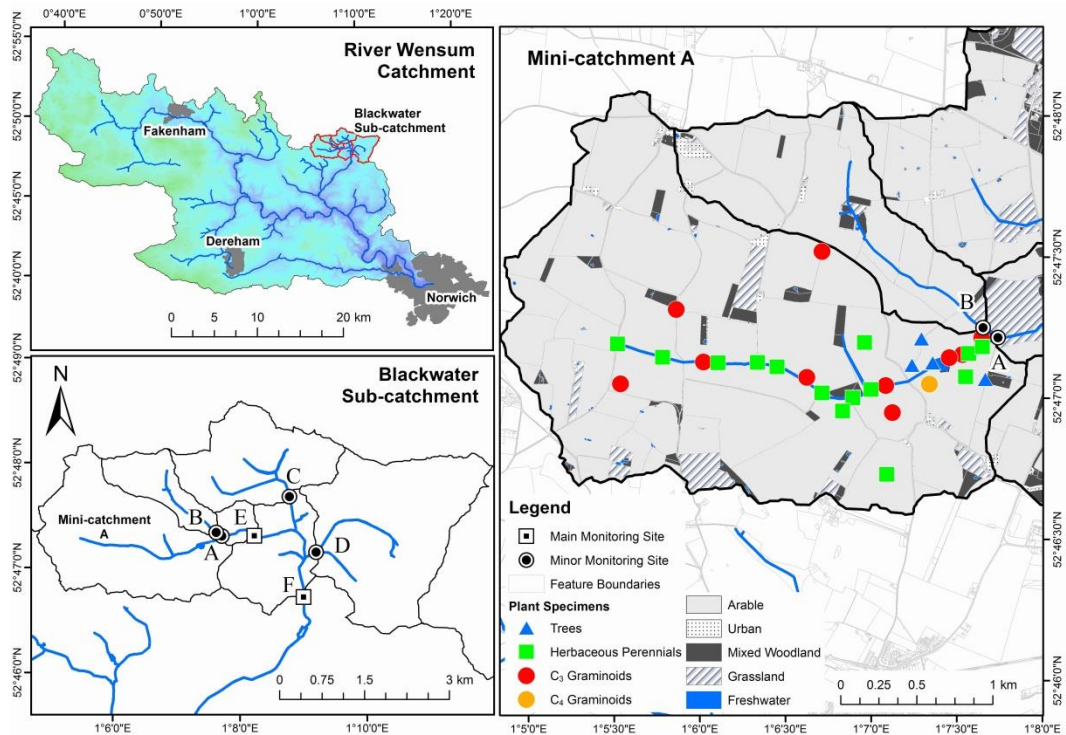 0°40'0"E 0°50'0"E 1°0'0"E 1°10'0"E 1°20'0"E
52°55'0"N
52°50'0"N
52°45'0"N
52°40'0"N
River Wensum
Catchment
Blackwater
Sub-catchment
Fakenham
Dereham
Norwich
0 5 10 20 km
52°49'0"N
52°48'0"N
52°47'0"N
52°46'0"N
N
Blackwater
Sub-catchment
Mini-catchment
A
B
A
E
C
D
F
0 0.75 1.5 3 km
1°6'0"E 1°8'0"E 1°10'0"E
Mini-catchment A
B
A
52°48'0"N
52°47'30"N
52°47'0"N
52°46'30"N
52°46'0"N
Legend
Main Monitoring Site
Minor Monitoring Site
Feature Boundaries
Plant Specimens
Trees
Herbaceous Perennials
C₃ Graminoids
C₄ Graminoids
Arable
Urban
Mixed Woodland
Grassland
Freshwater
0 0.25 0.5 1 km
1°5'0"E 1°5'30"E 1°6'0"E 1°6'30"E 1°7'0"E 1°7'30"E 1°8'0"E